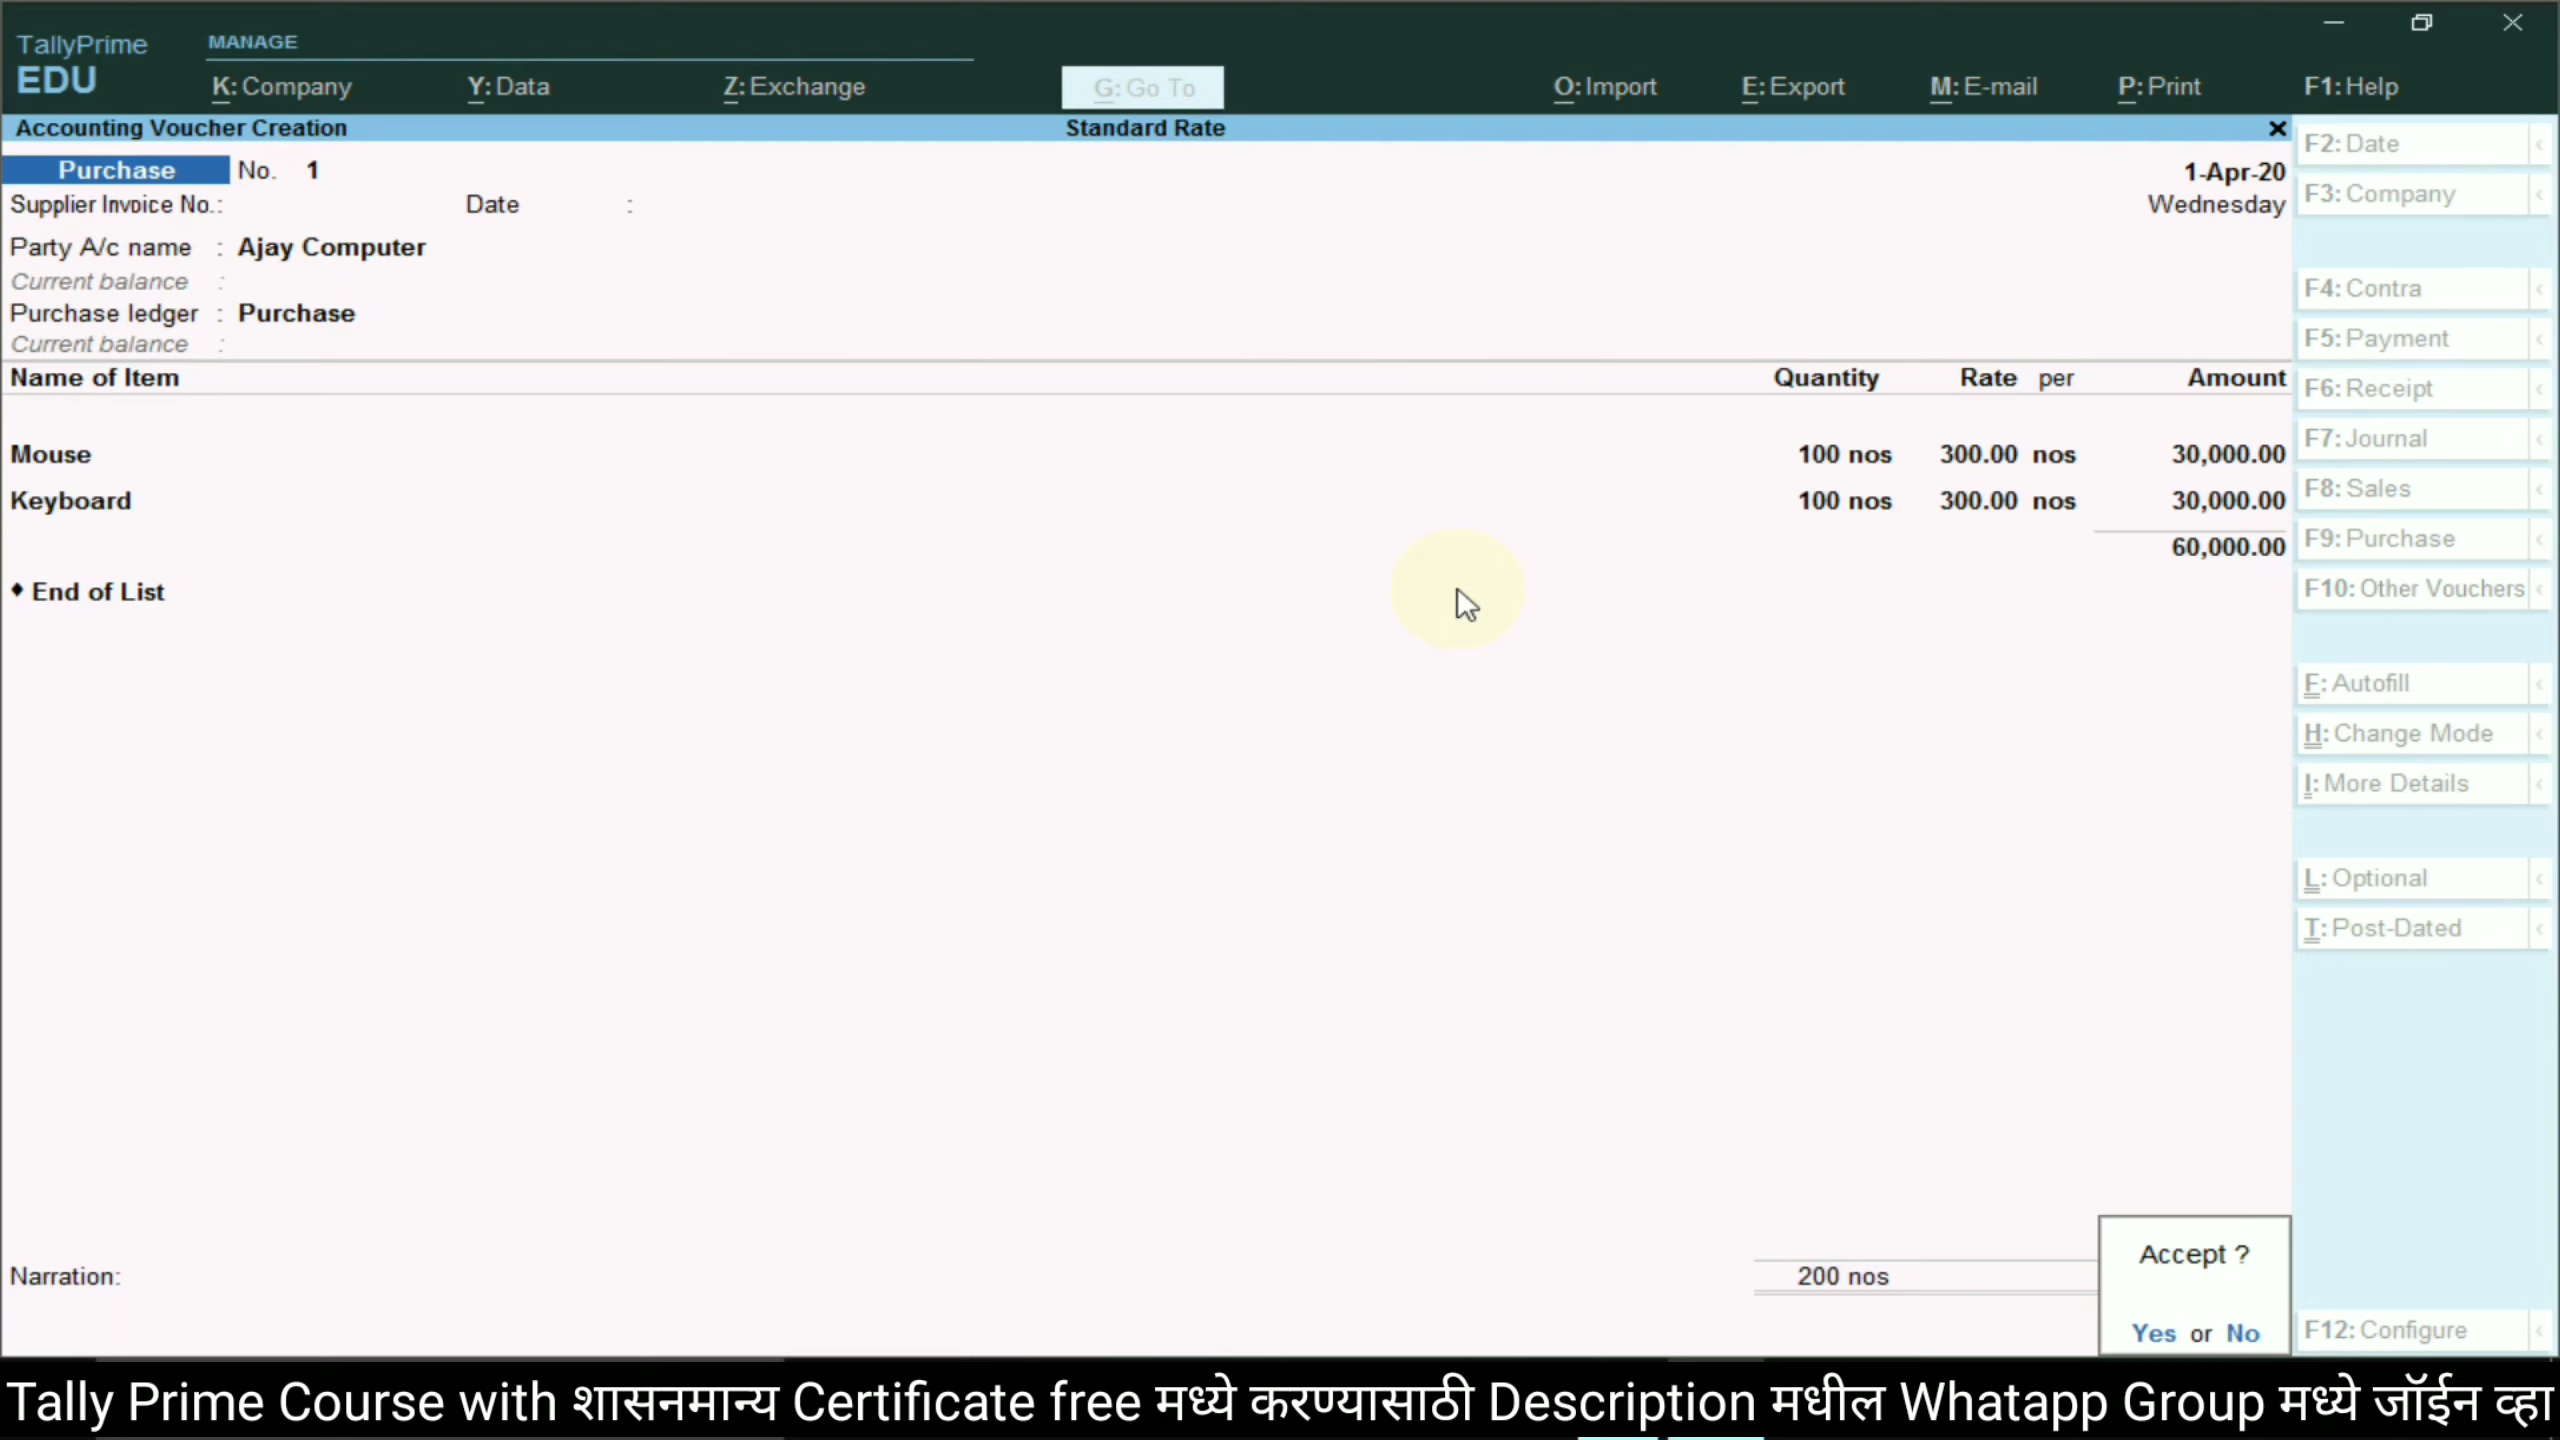 TallyPrime
EDU
MANAGE
K: Company
Y: Data
Z: Exchange
G: Go To
O: Import
E: Export
M: E-mail
P: Print
F1: Help
Accounting Voucher Creation
Standard Rate
Purchase No. 1
1-Apr-20
Supplier Invoice No.: Date :
Wednesday
Party A/c name : Ajay Computer
Current balance :
Purchase ledger : Purchase
Current balance :
Name of Item Quantity Rate per Amount
Mouse 100 nos 300.00 nos 30,000.00
Keyboard 100 nos 300.00 nos 30,000.00
60,000.00
♦ End of List
Narration:
200 nos
Accept ?
Yes or No
F2: Date
F3: Company
F4: Contra
F5: Payment
F6: Receipt
F7: Journal
F8: Sales
F9: Purchase
F10: Other Vouchers
F: Autofill
H: Change Mode
I: More Details
L: Optional
T: Post-Dated
F12: Configure
Tally Prime Course with शासनमान्य Certificate free मध्ये करण्यासाठी Description मधील Whatapp Group मध्ये जॉईन व्हा